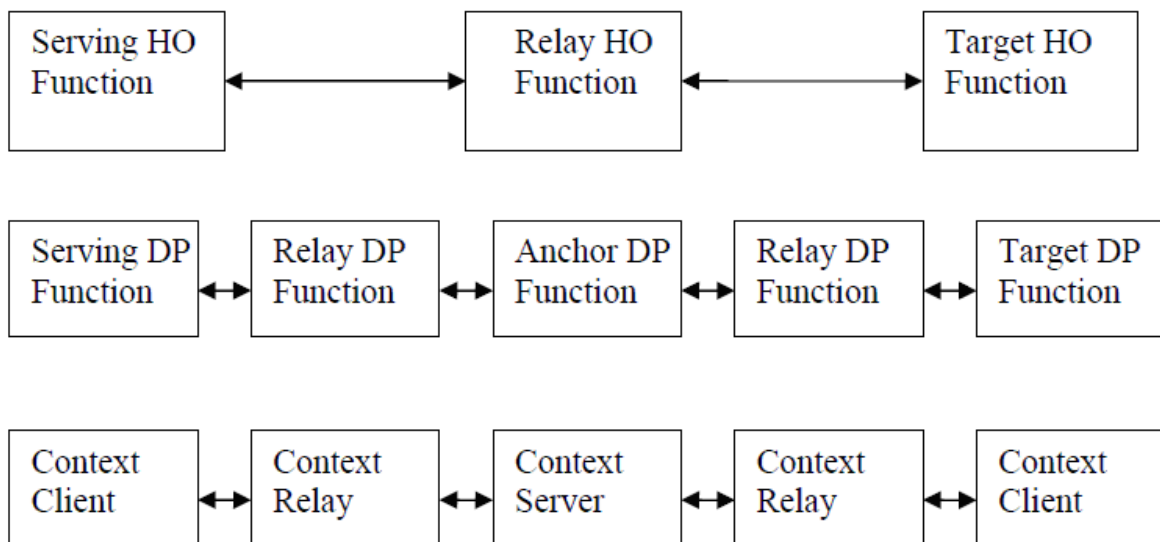 Serving HO
Function
Relay HO
Function
Target HO
Function
Serving DP
Function
Relay DP
Function
Anchor DP
Function
Relay DP
Function
Target DP
Function
Context
Client
Context
Relay
Context
Server
Context
Relay
Context
Client